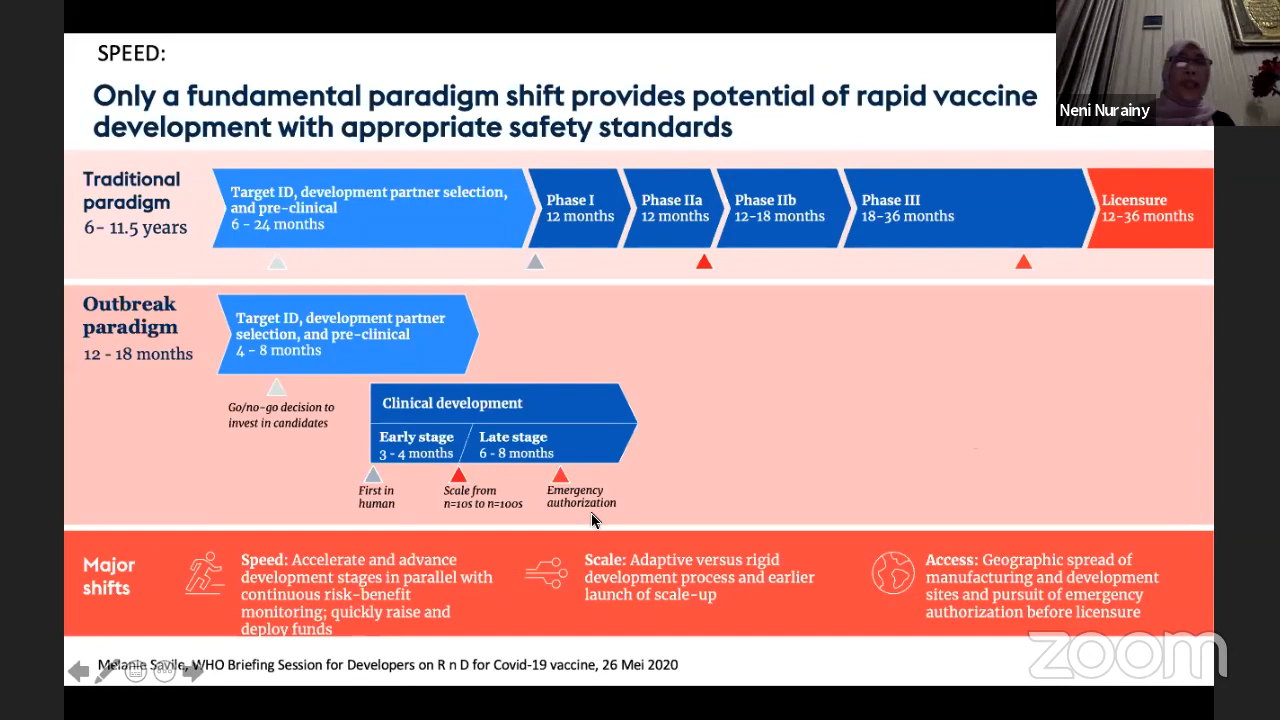 SPEED:
Only a fundamental paradigm shift provides potential of rapid vaccine
development with appropriate safety standards
Neni Nurainy
Traditional
paradigm
6- 11.5 years
Target ID, development partner selection,
and pre-clinical
6 - 24 months
Phase I
12 months
Phase IIa
12 months
Phase IIb
12-18 months
Phase III
18-36 months
Licensure
12-36 months
Outbreak
paradigm
12 - 18 months
Target ID, development partner
selection, and pre-clinical
4 - 8 months
Go/no-go decision to
invest in candidates
Clinical development
Early stage
3 - 4 months
Late stage
6 - 8 months
First in
human
Scale from
n=10s to n=100s
Emergency
authorization
Major
shifts
Speed: Accelerate and advance
development stages in parallel with
continuous risk-benefit
monitoring; quickly raise and
deploy funds
Scale: Adaptive versus rigid
development process and earlier
launch of scale-up
Access: Geographic spread of
manufacturing and development
sites and pursuit of emergency
authorization before licensure
Melanie Savile, WHO Briefing Session for Developers on R n D for Covid-19 vaccine, 26 Mei 2020
zoom